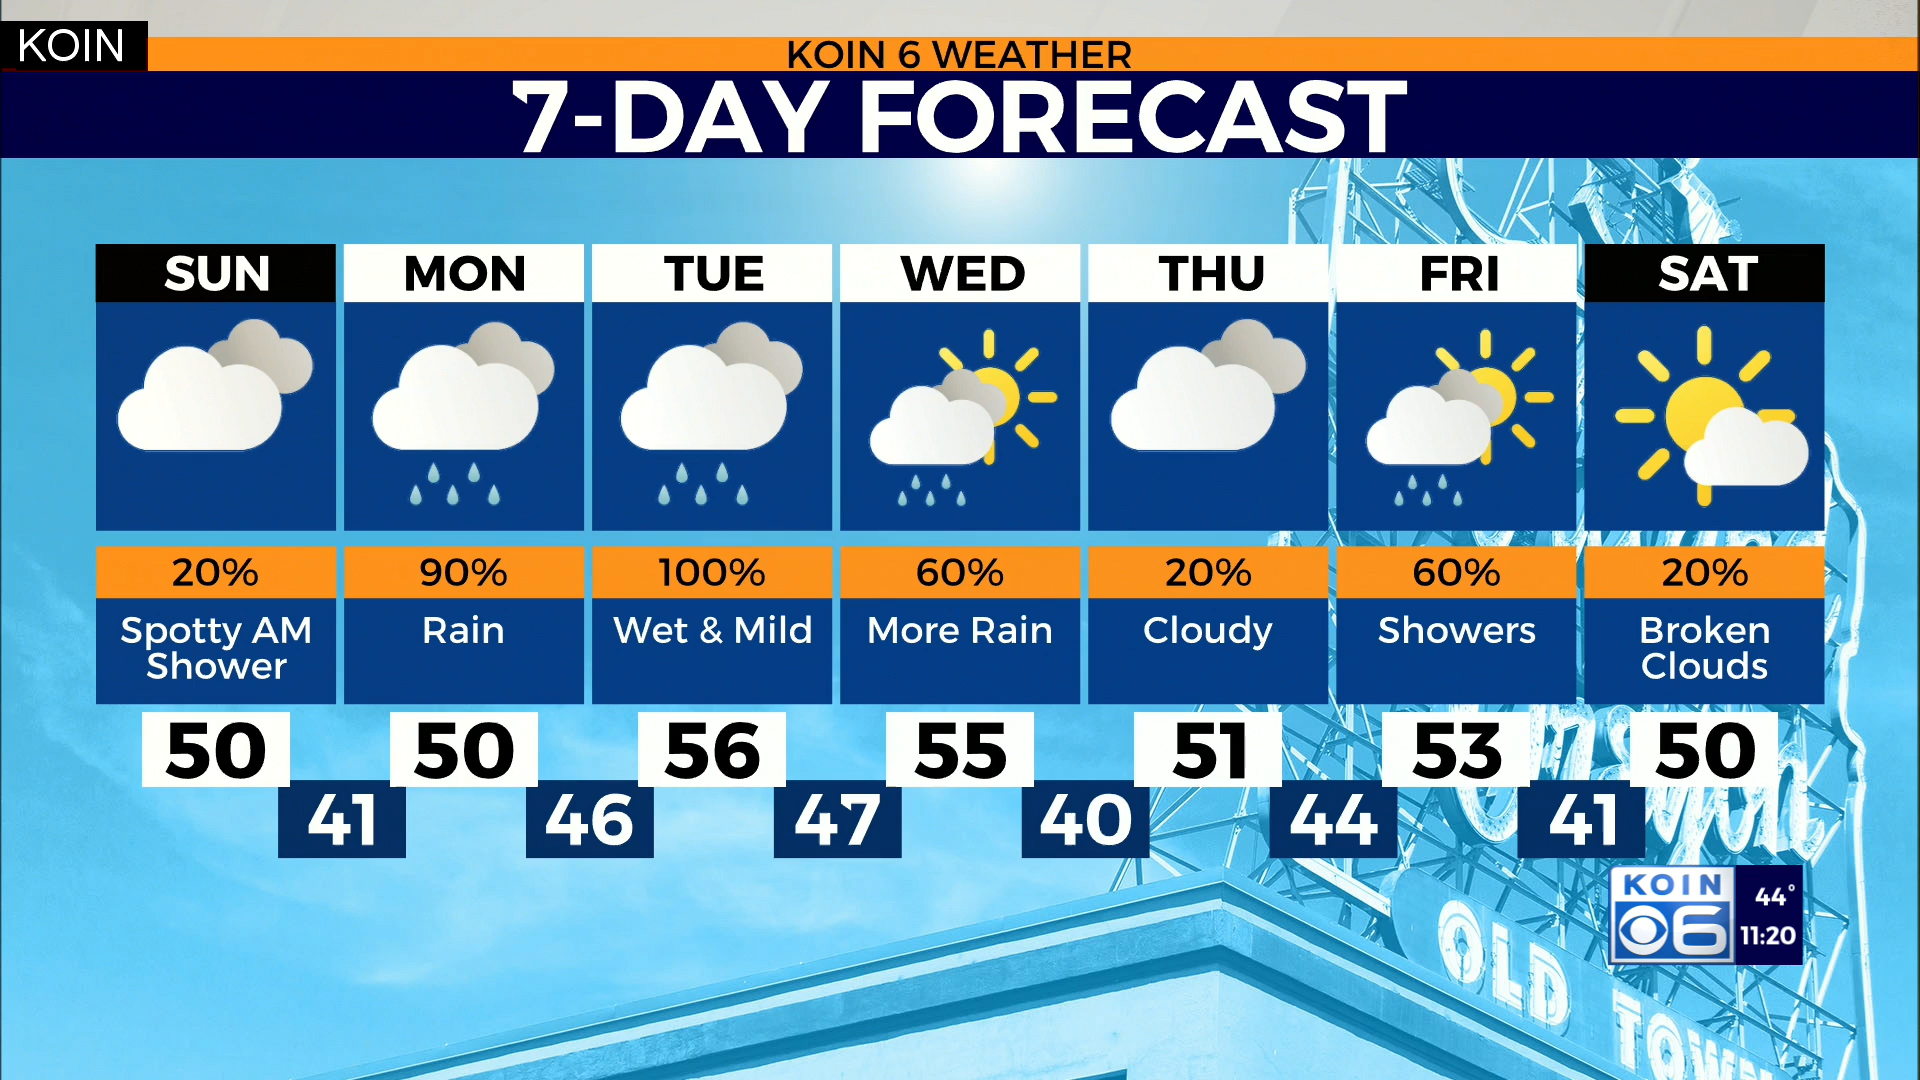 KOIN
KOIN 6 WEATHER
7-DAY FORECAST
SUN MON TUE WED THU FRI SAT
20% 90% 100% 60% 20% 60% 20%
Spotty AM Shower
Rain
Wet & Mild
More Rain
Cloudy
Showers
Broken Clouds
50 50 56 55 51 53 50
41 46 47 40 44 41
KOIN
6
44°
11:20
OLD TOWN